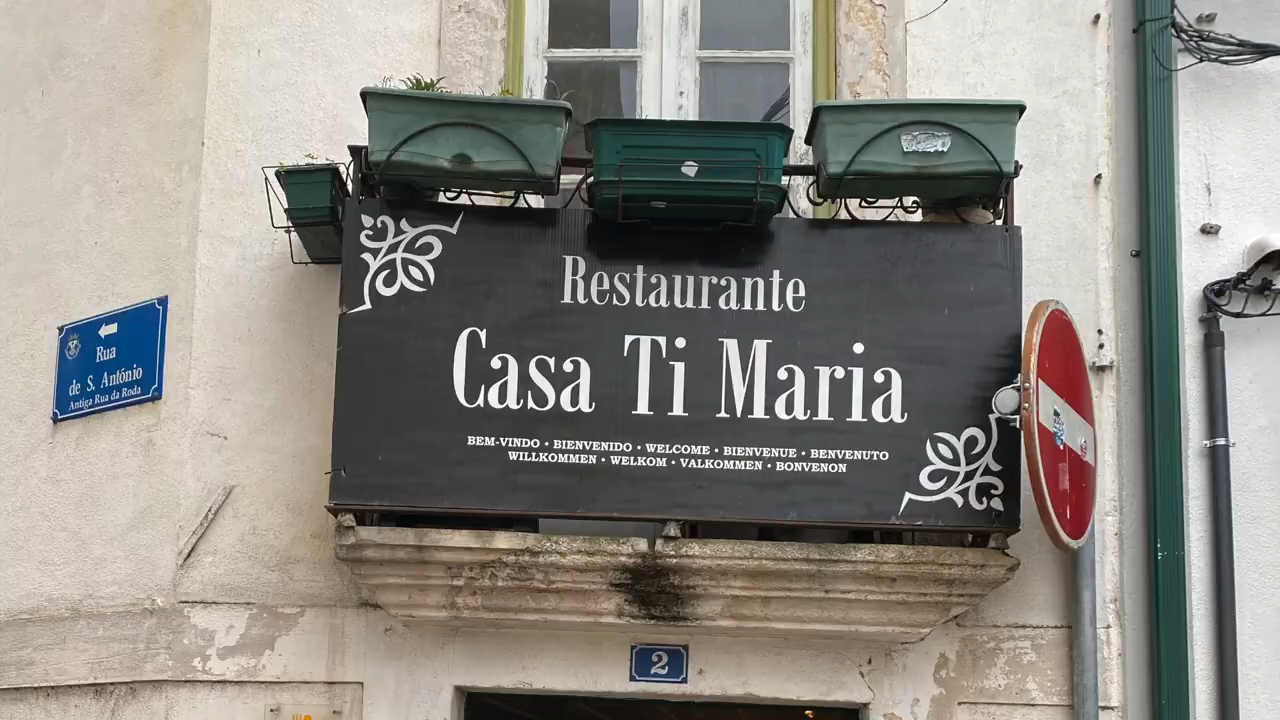 Rua
de S. António
Antiga Rua da Roda
Restaurante
Casa Ti Maria
BEM-VINDO • BIENVENIDO • WELCOME • BIENVENUE • BENVENUTO
WILLKOMMEN • WELKOM • VALKOMMEN • BONVENON
2